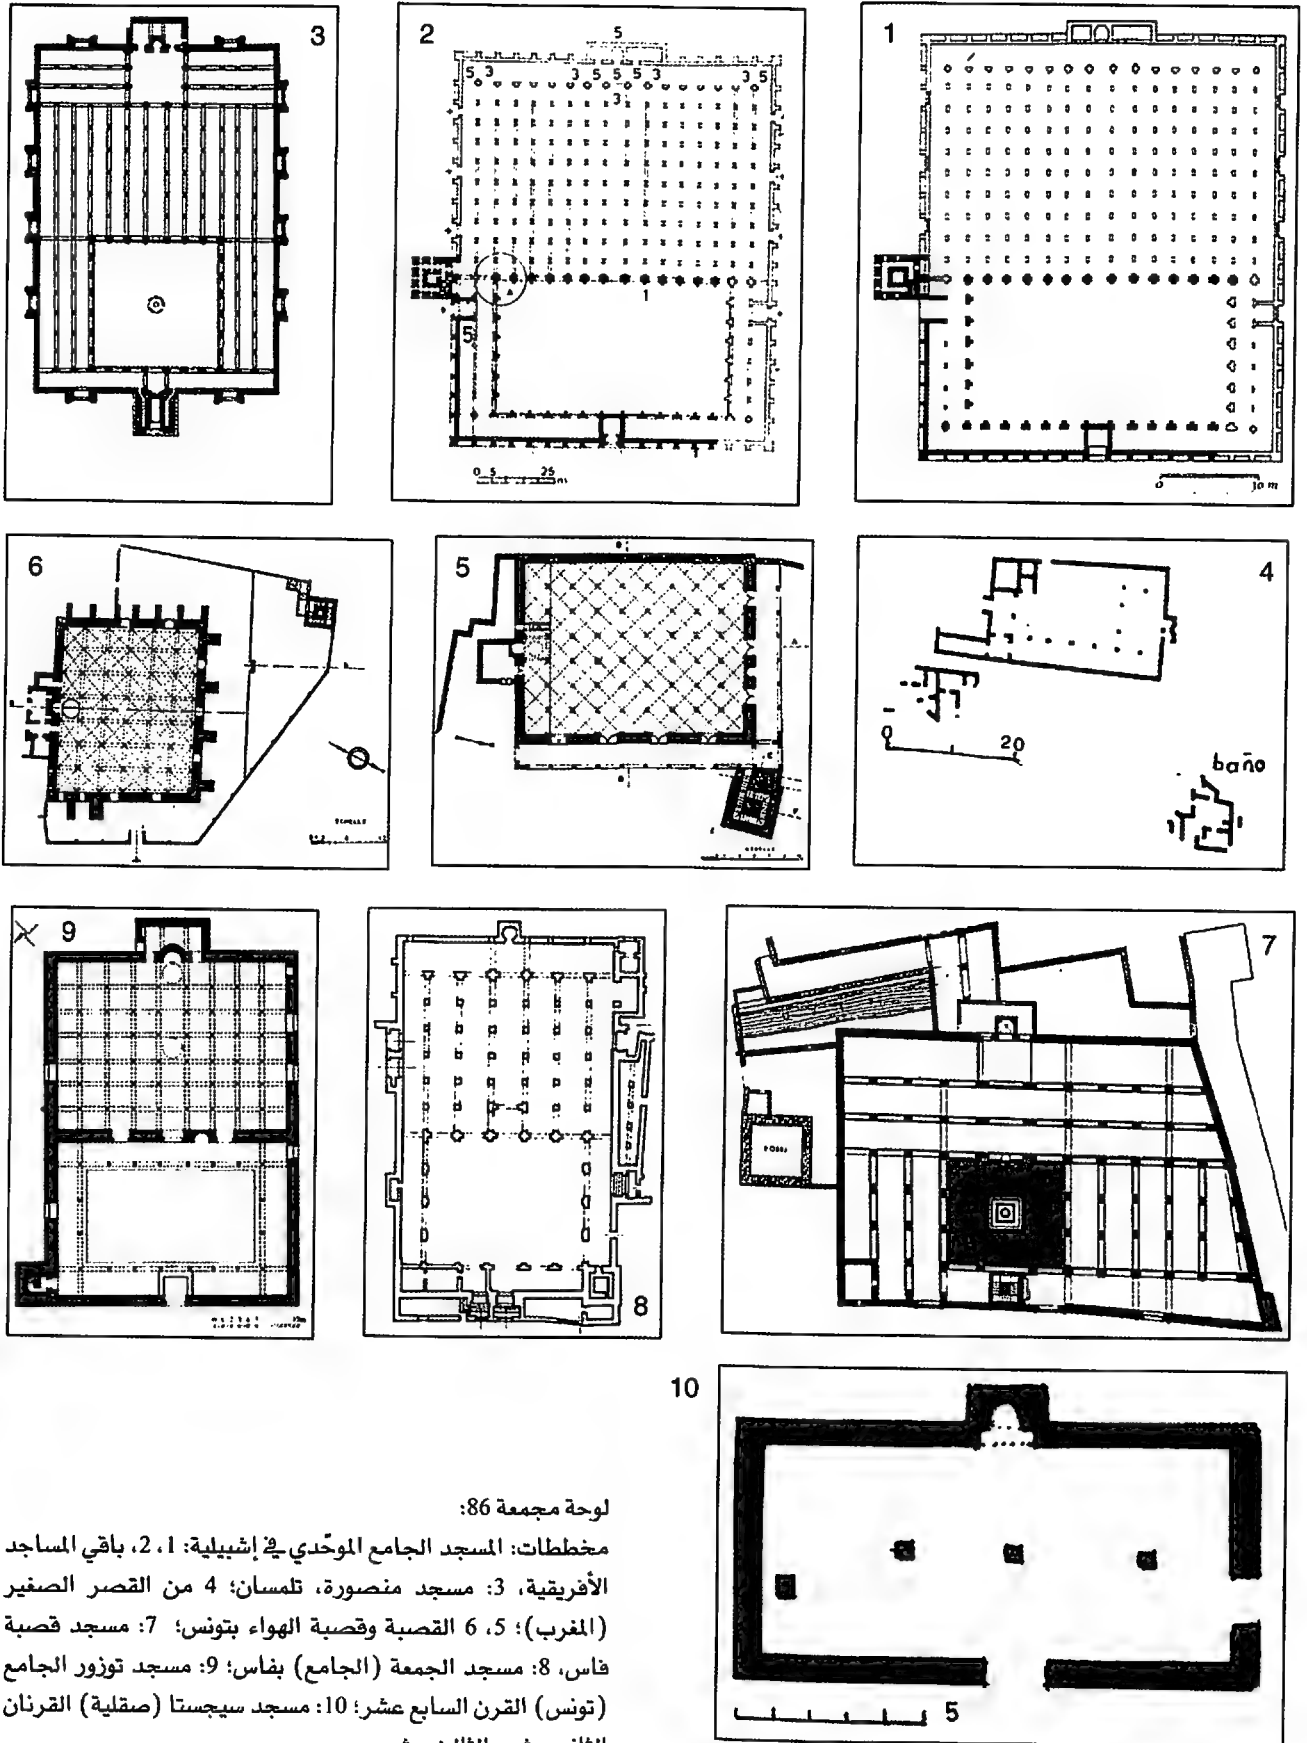 3
2
1
5
5 3 3 5 5 5 3 3 5
3
1
5
0 5 25
m
0 10 m
6
5
4
0 20
baño
9
8
7
10
5
لوحة مجمعة 86:
مخططات: المسجد الجامع الموحّدي في إشبيلية: 1، 2، باقي المساجد
الأفريقية، 3: مسجد منصورة، تلمسان؛ 4 من القصر الصغير
(المغرب)؛ 5، 6 القصبة وقصبة الهواء بتونس؛ 7: مسجد قصبة
فاس، 8: مسجد الجمعة (الجامع) بفاس؛ 9: مسجد توزور الجامع
(تونس) القرن السابع عشر؛ 10: مسجد سيجستا (صقلية) القرنان